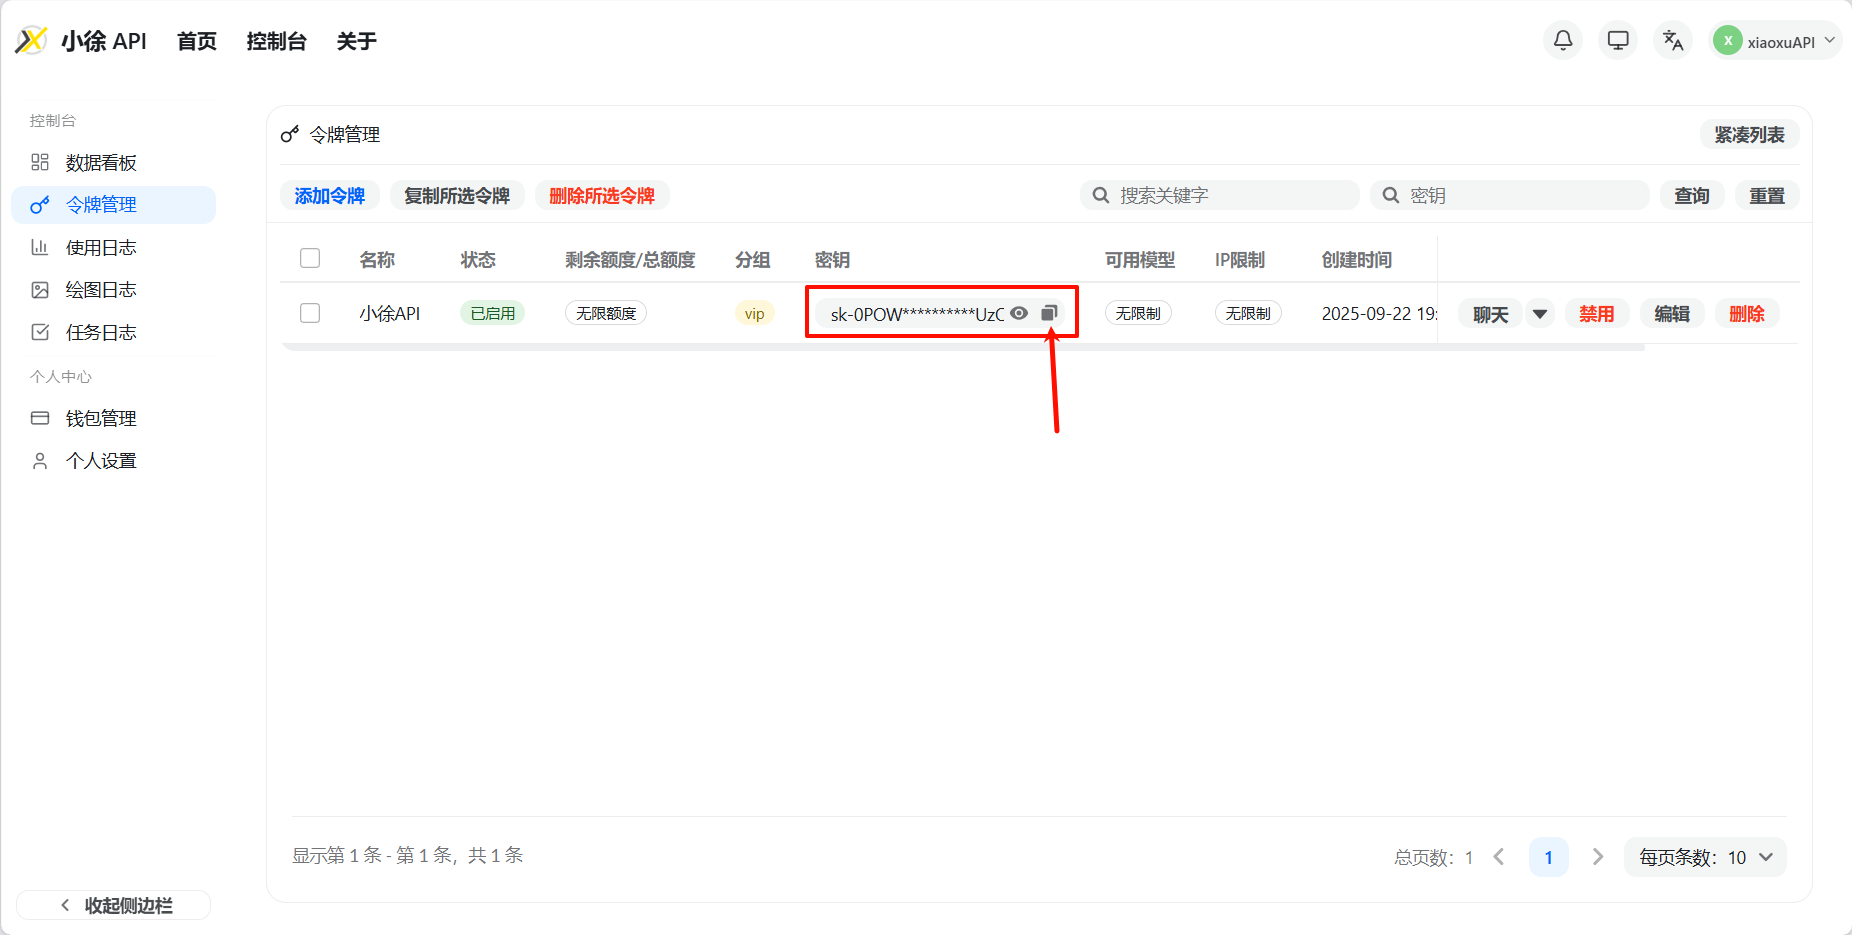 小徐 API 首页 控制台 关于 X xiaoxuAPI
控制台
数据看板
令牌管理
使用日志
绘图日志
任务日志
个人中心
钱包管理
个人设置
收起侧边栏
令牌管理 紧凑列表
添加令牌 复制所选令牌 删除所选令牌 搜索关键字 密钥 查询 重置
名称 状态 剩余额度/总额度 分组 密钥 可用模型 IP限制 创建时间
小徐API 已启用 无限额度 vip sk-0POW**********UzC 无限制 无限制 2025-09-22 19: 聊天 禁用 编辑 删除
显示第 1 条 - 第 1 条，共 1 条 总页数：1 1 每页条数：10